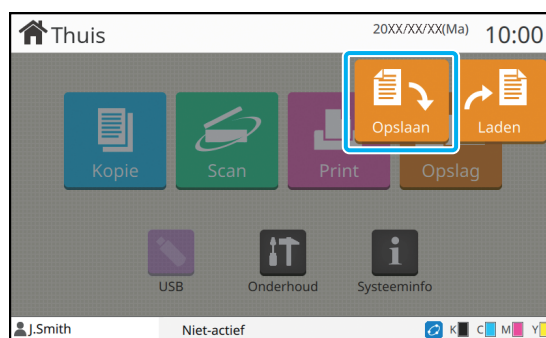 Thuis
20XX/XX/XX(Ma) 10:00
Opslaan Laden
Kopie Scan Print Opslag
USB Onderhoud Systeeminfo
J.Smith Niet-actief K C M Y